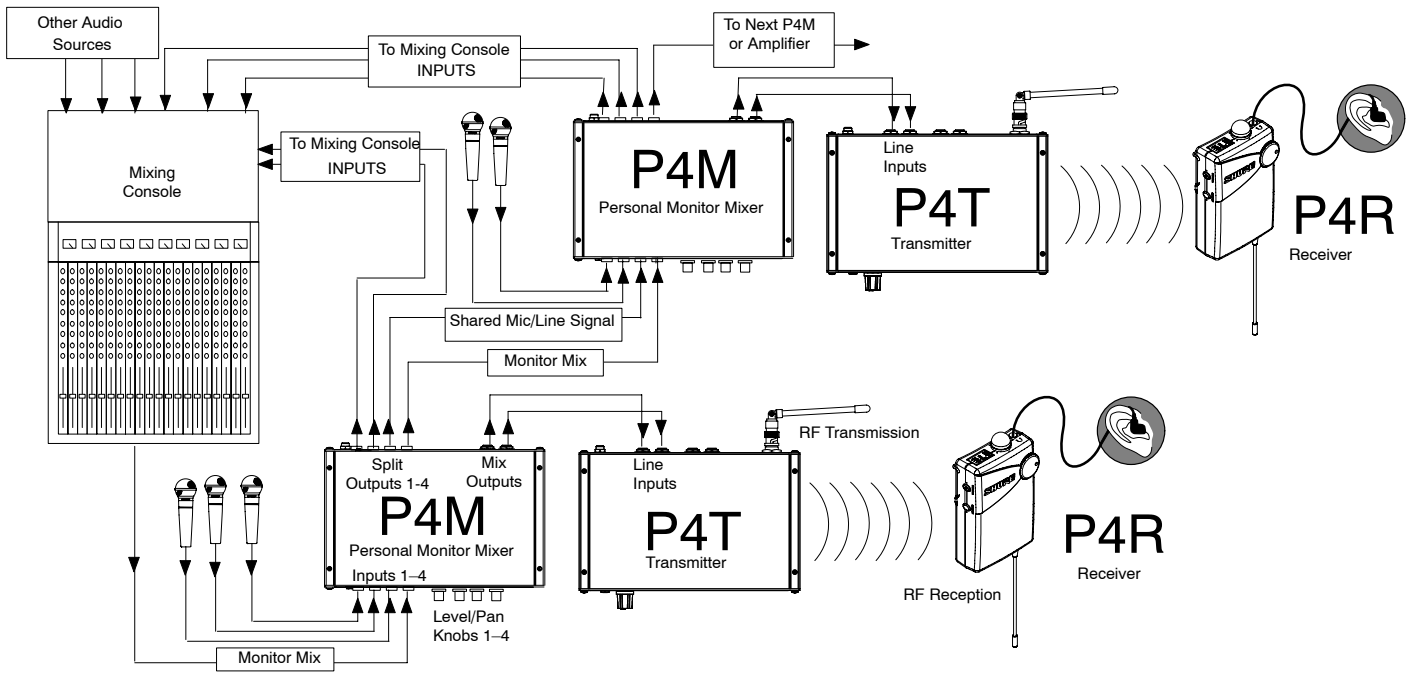 Other Audio
Sources
To Mixing Console
INPUTS
To Next P4M
or Amplifier
To Mixing Console
INPUTS
Mixing
Console
P4M
Personal Monitor Mixer
Line
Inputs
P4T
Transmitter
SHURE
P4R
Receiver
Shared Mic/Line Signal
Monitor Mix
RF Transmission
Split
Outputs 1-4
Mix
Outputs
P4M
Personal Monitor Mixer
Inputs 1–4
Level/Pan
Knobs 1–4
Line
Inputs
P4T
Transmitter
SHURE
P4R
Receiver
RF Reception
Monitor Mix